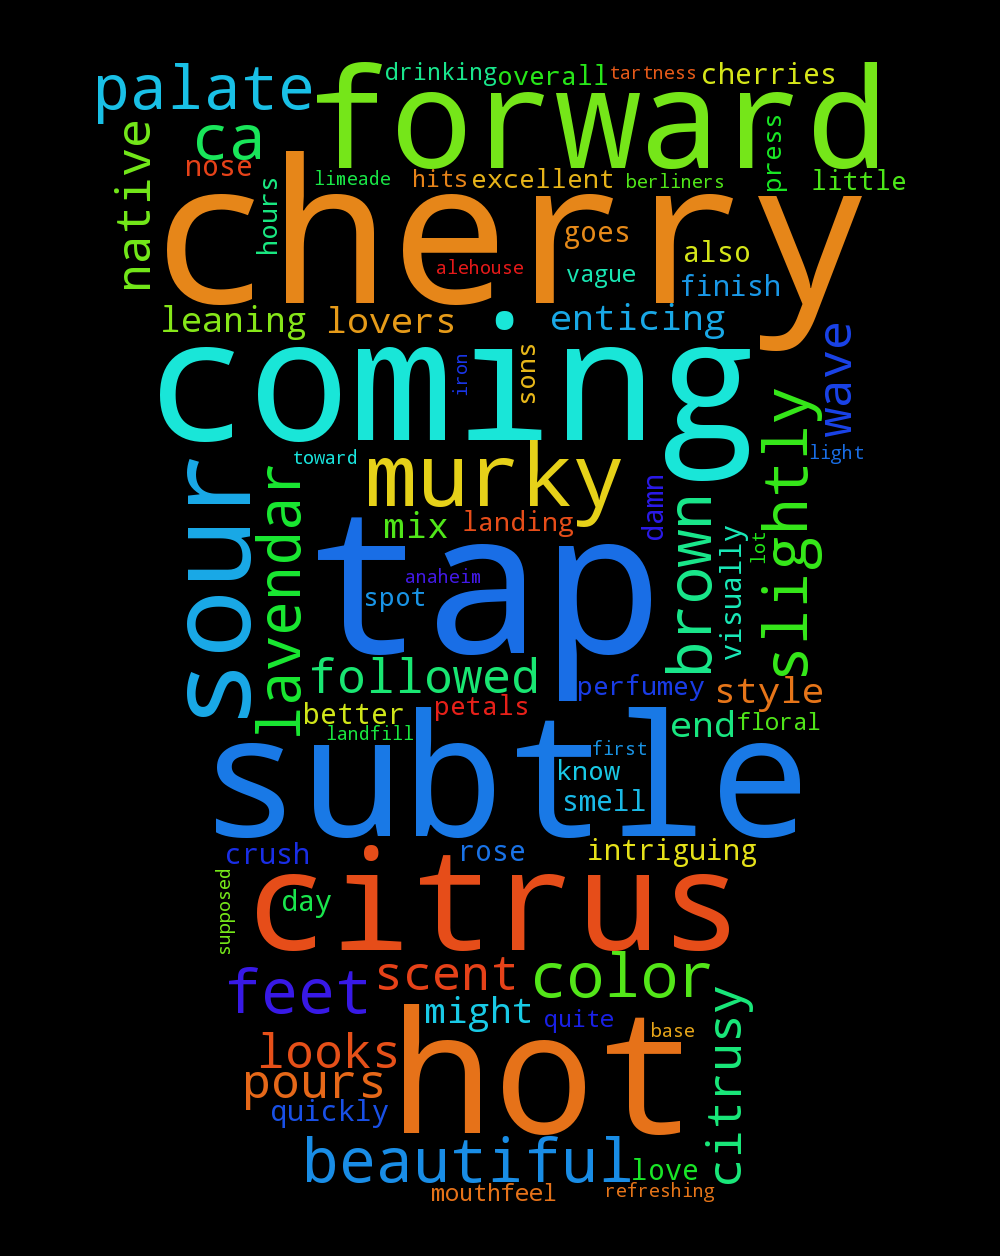 palate
forward
drinking
overall
tartness
cherries
ca
native
nose
press
limeade
hits
excellent
berliners
little
hours
cherry
goes
also
alehouse
vague
finish
leaning
lovers
enticing
wave
coming
iron
sons
slightly
toward
murky
light
sour
lavendar
damn
brown
mix
landing
visually
lot
tap
anaheim
spot
followed
perfumey
style
better
petals
end
floral
landfill
subtle
first
know
smell
crush
rose
intriguing
citrus
supposed
day
feet
scent
color
might
quite
citrusy
hot
base
looks
pours
quickly
beautiful
love
mouthfeel
refreshing